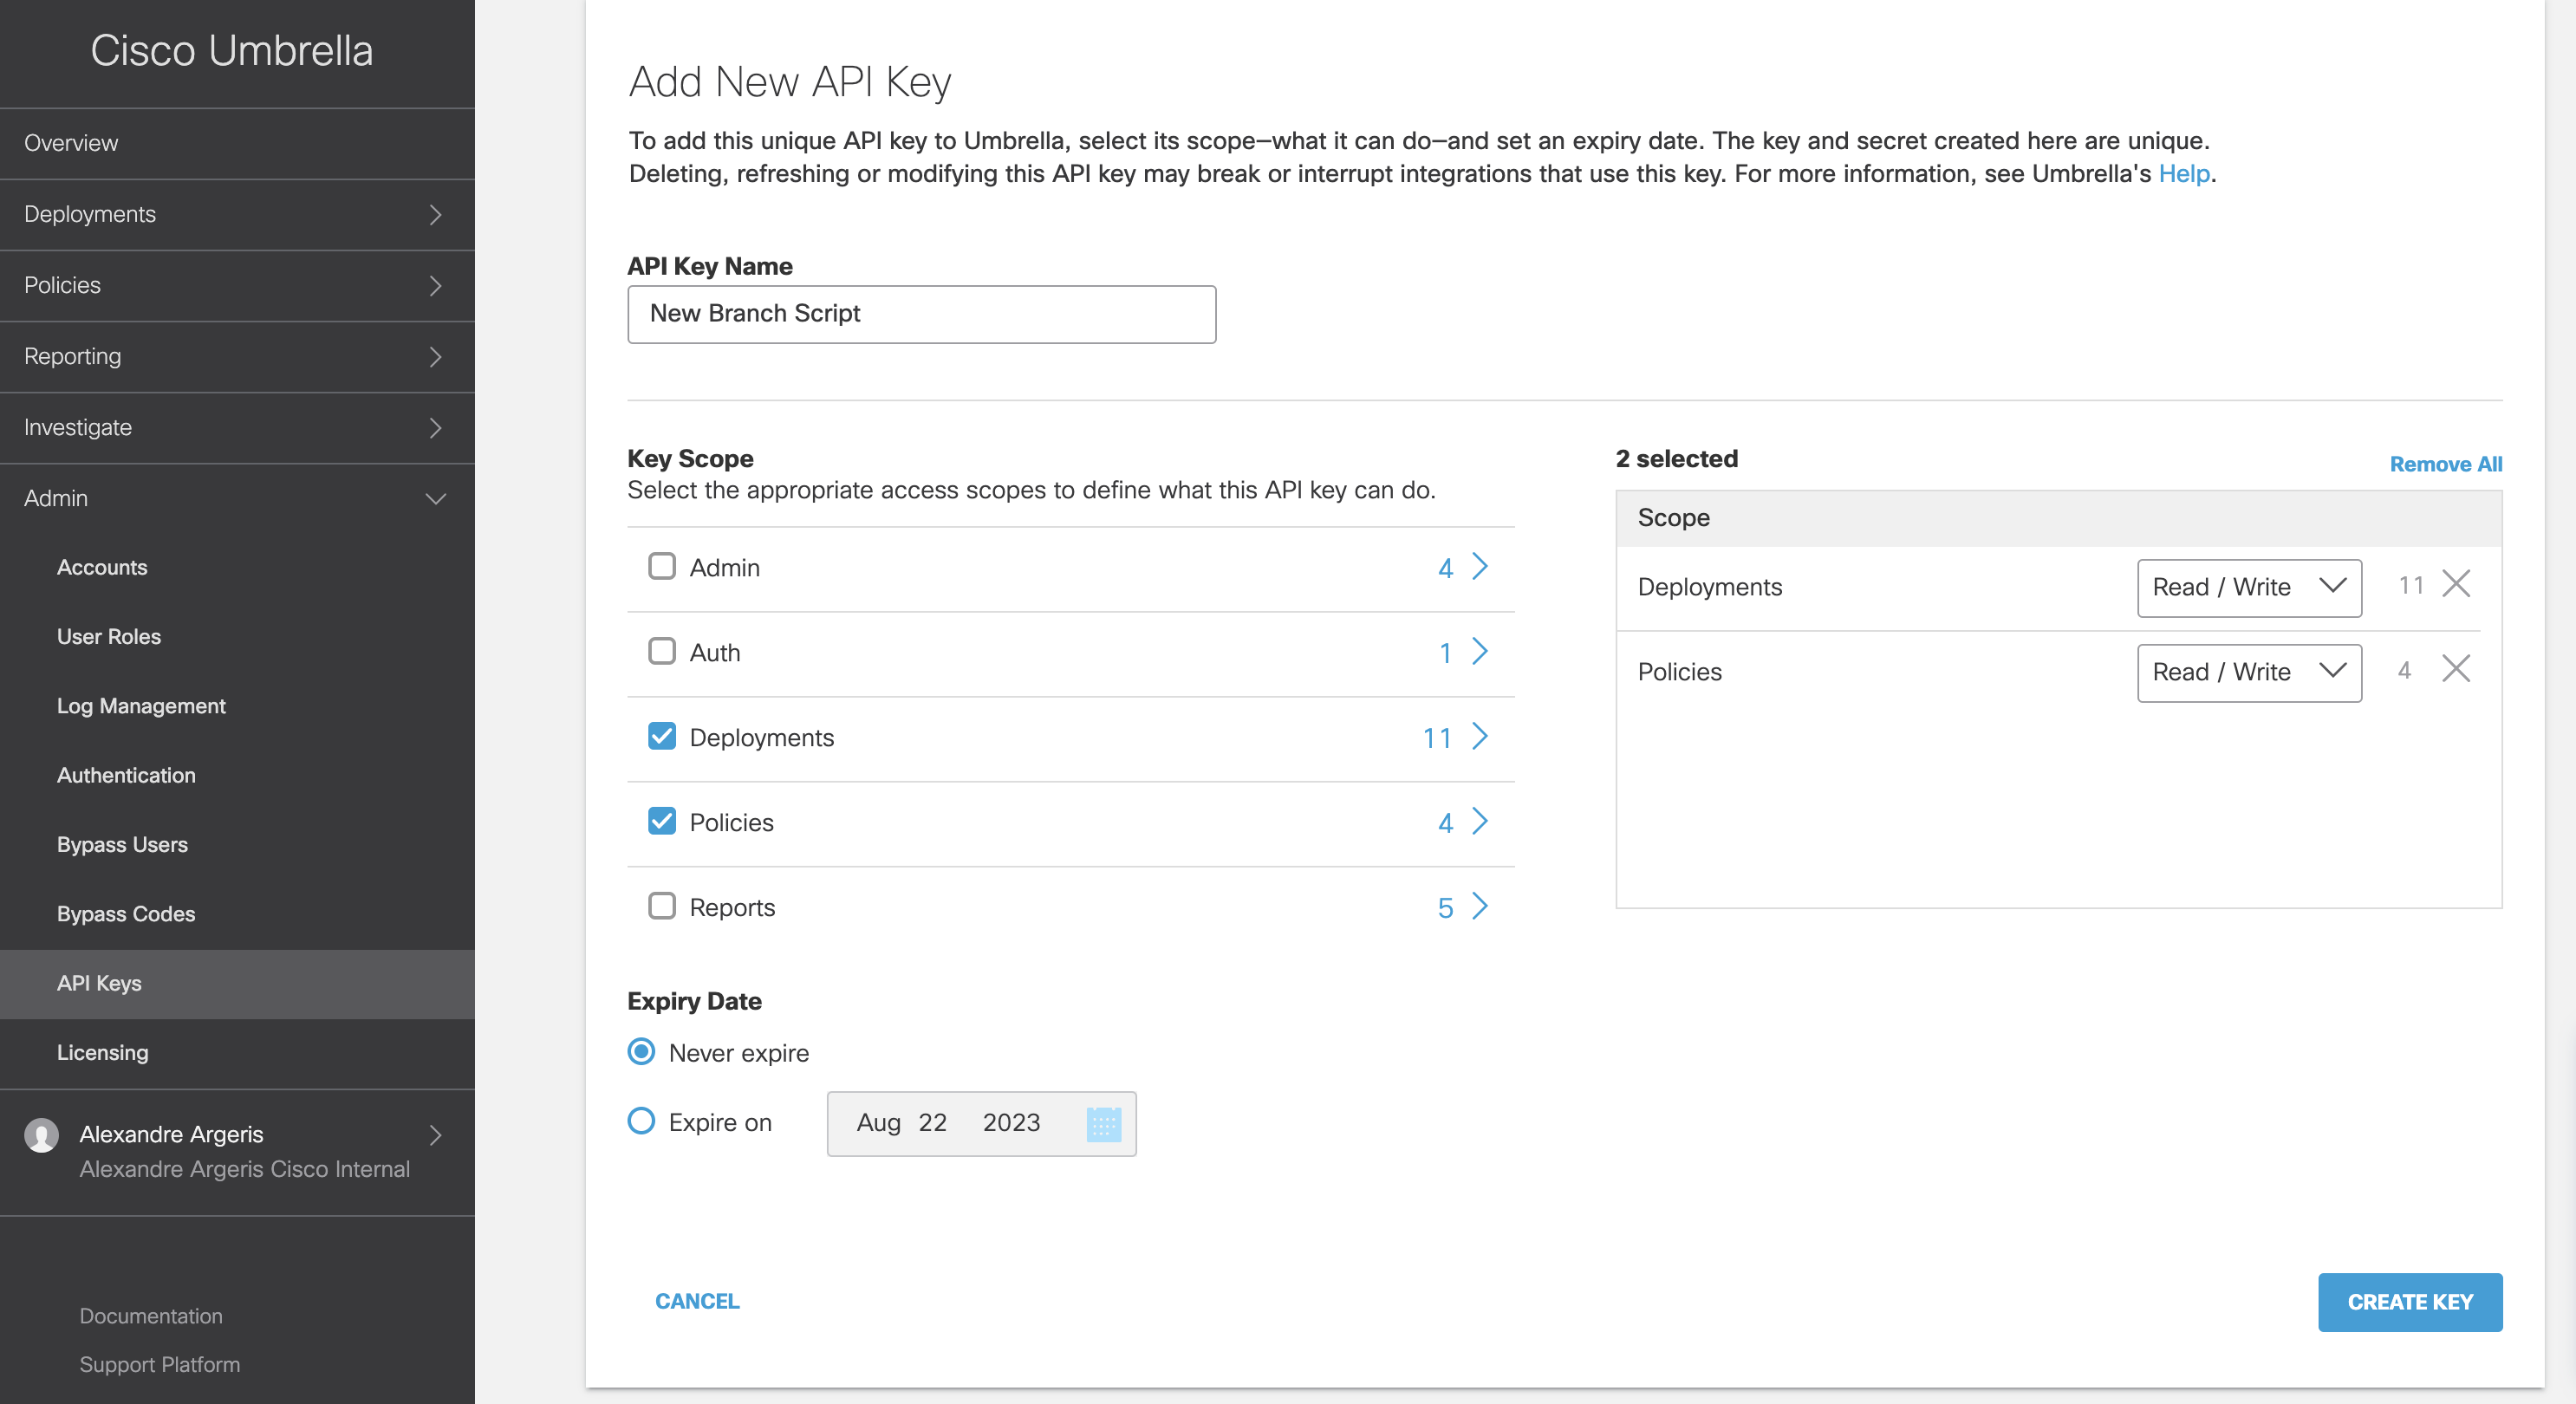 Cisco Umbrella
Overview
Deployments
Policies
Reporting
Investigate
Admin
Accounts
User Roles
Log Management
Authentication
Bypass Users
Bypass Codes
API Keys
Licensing
Alexandre Argeris
Alexandre Argeris Cisco Internal
Documentation
Support Platform
Add New API Key
To add this unique API key to Umbrella, select its scope—what it can do—and set an expiry date. The key and secret created here are unique.
Deleting, refreshing or modifying this API key may break or interrupt integrations that use this key. For more information, see Umbrella's Help.
API Key Name
New Branch Script
Key Scope
Select the appropriate access scopes to define what this API key can do.
Admin 4
Auth 1
Deployments 11
Policies 4
Reports 5
2 selected Remove All
Scope
Deployments Read / Write 11
Policies Read / Write 4
Expiry Date
Never expire
Expire on Aug 22 2023
CANCEL
CREATE KEY